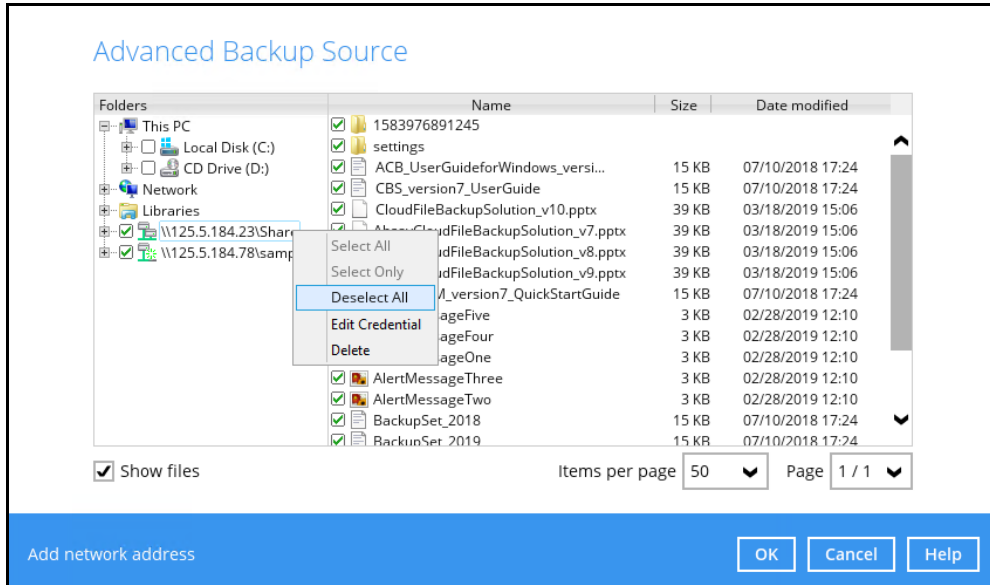 Advanced Backup Source
Folders Name Size Date modified
This PC
Local Disk (C:)
CD Drive (D:)
Network
Libraries
\\125.5.184.23\Share
\\125.5.184.78\samp
1583976891245
settings
ACB_UserGuideforWindows_versi... 15 KB 07/10/2018 17:24
CBS_version7_UserGuide 15 KB 07/10/2018 17:24
CloudFileBackupSolution_v10.pptx 39 KB 03/18/2019 15:06
CloudFileBackupSolution_v7.pptx 39 KB 03/18/2019 15:06
udFileBackupSolution_v8.pptx 39 KB 03/18/2019 15:06
udFileBackupSolution_v9.pptx 39 KB 03/18/2019 15:06
M_version7_QuickStartGuide 15 KB 07/10/2018 17:24
ageFive 3 KB 02/28/2019 12:10
ageFour 3 KB 02/28/2019 12:10
ageOne 3 KB 02/28/2019 12:10
AlertMessageThree 3 KB 02/28/2019 12:10
AlertMessageTwo 3 KB 02/28/2019 12:10
BackupSet_2018 15 KB 07/10/2018 17:24
BackupSet_2019 15 KB 07/10/2018 17:24
Select All
Select Only
Deselect All
Edit Credential
Delete
Show files Items per page 50 Page 1 / 1
Add network address OK Cancel Help